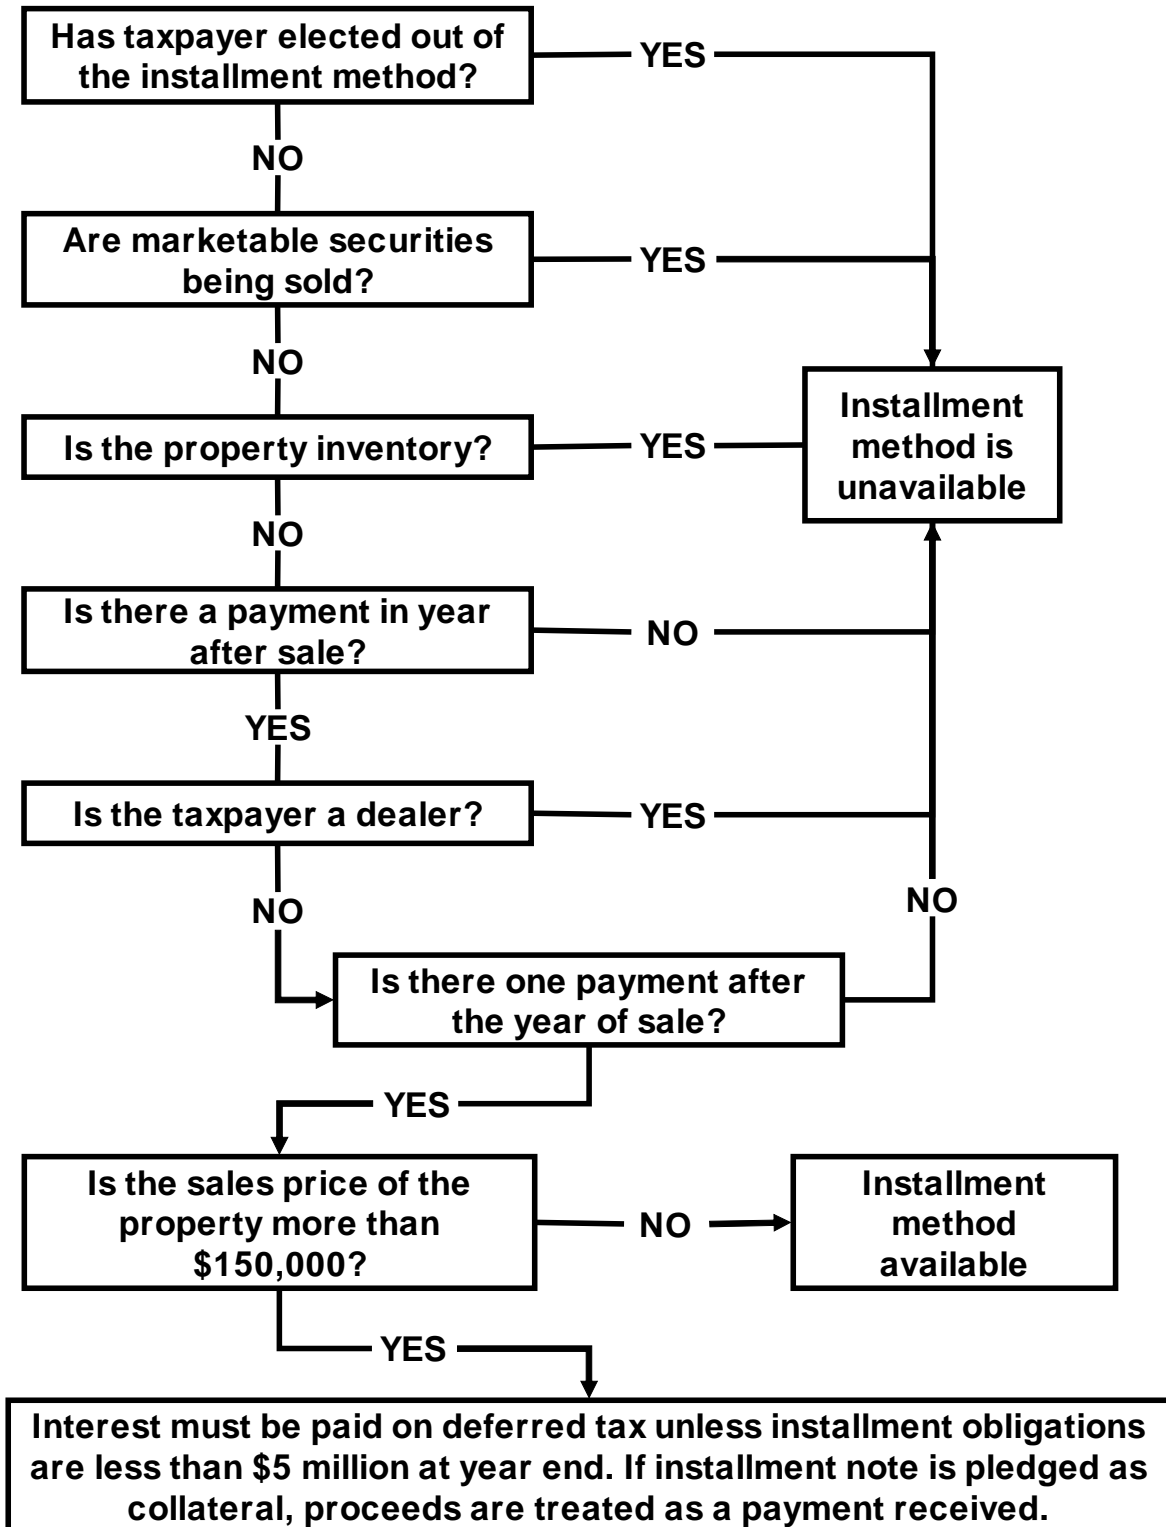 Has taxpayer elected out of
the installment method?
YES
NO
Are marketable securities
being sold?
YES
NO
Installment
method is
unavailable
Is the property inventory?
YES
NO
Is there a payment in year
after sale?
NO
YES
Is the taxpayer a dealer?
YES
NO
NO
Is there one payment after
the year of sale?
YES
Is the sales price of the
property more than
$150,000?
NO
Installment
method
available
YES
Interest must be paid on deferred tax unless installment obligations
are less than $5 million at year end. If installment note is pledged as
collateral, proceeds are treated as a payment received.